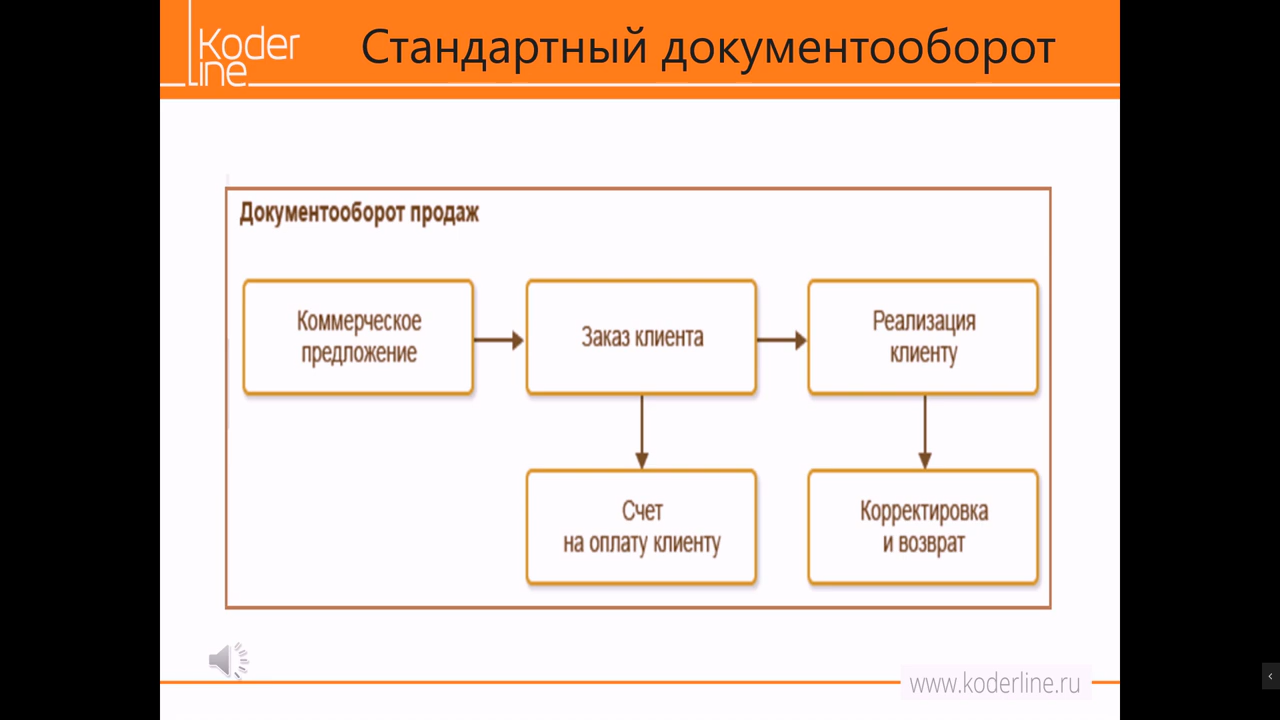 Koder
line
Стандартный документооборот
Документооборот продаж
Коммерческое
предложение
Заказ клиента
Реализация
клиенту
Счет
на оплату клиенту
Корректировка
и возврат
www.koderline.ru